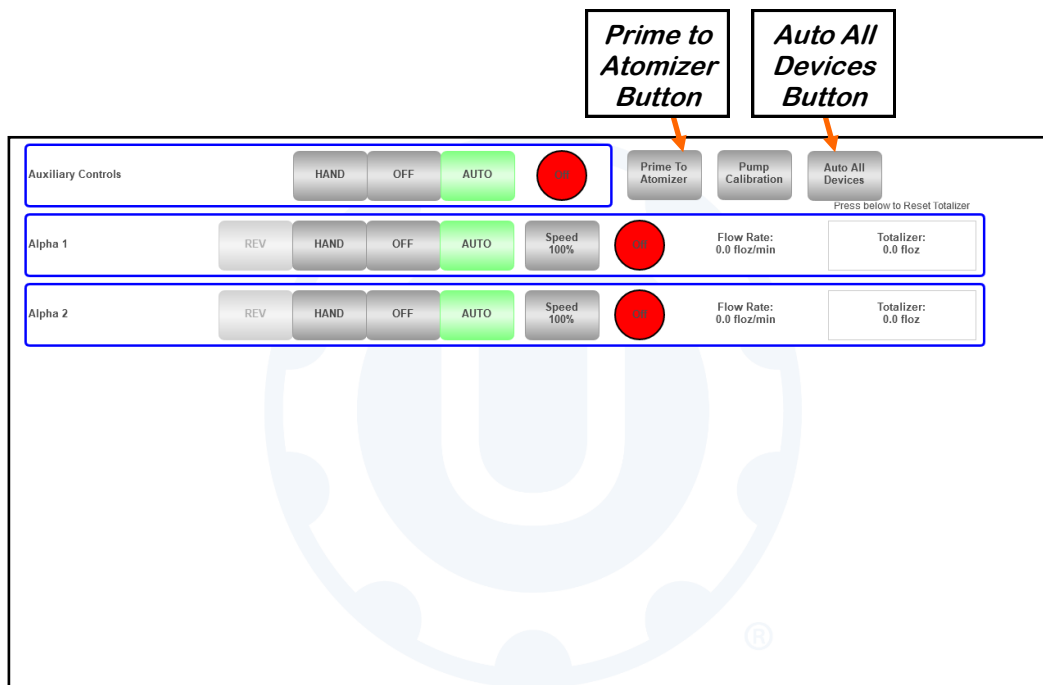 Prime to
Atomizer
Button
Auto All
Devices
Button
Auxiliary Controls
HAND
OFF
AUTO
Off
Prime To
Atomizer
Pump
Calibration
Auto All
Devices
Press below to Reset Totalizer
Alpha 1
REV
HAND
OFF
AUTO
Speed
100%
Off
Flow Rate:
0.0 floz/min
Totalizer:
0.0 floz
Alpha 2
REV
HAND
OFF
AUTO
Speed
100%
Off
Flow Rate:
0.0 floz/min
Totalizer:
0.0 floz
®